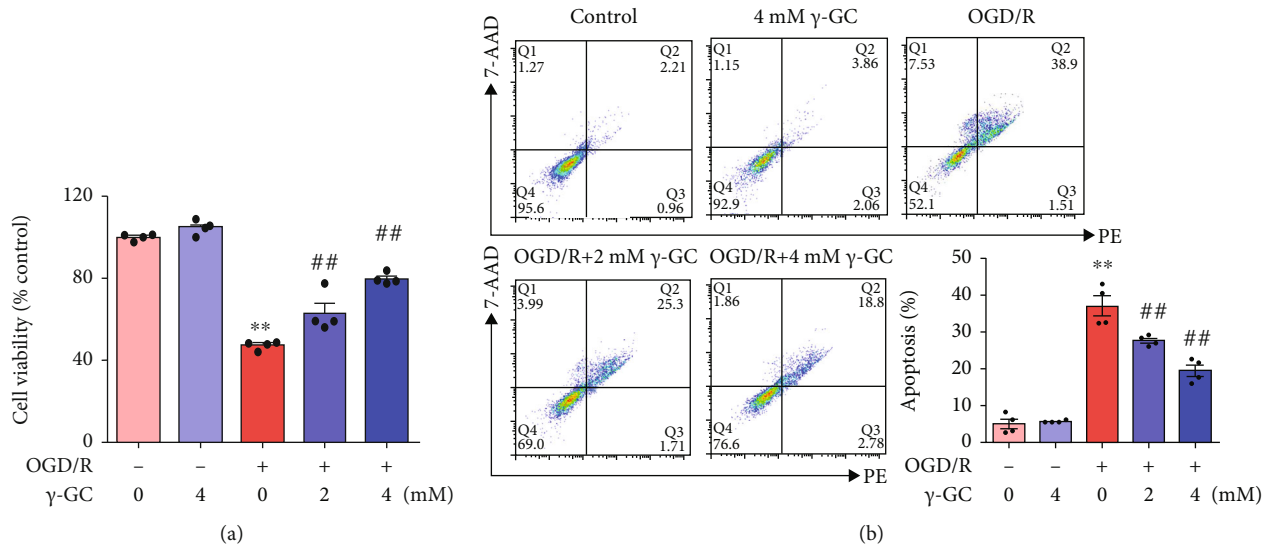 120
80
40
0
Cell viability (% control)
**
##
##
OGD/R − − + + +
γ-GC 0 4 0 2 4 (mM)
(a)
Control
4 mM γ-GC
OGD/R
7-AAD
Q1
1.27
Q2
2.21
Q4
95.6
Q3
0.96
Q1
1.15
Q2
3.86
Q4
92.9
Q3
2.06
Q1
7.53
Q2
38.9
Q4
52.1
Q3
1.51
PE
OGD/R+2 mM γ-GC
OGD/R+4 mM γ-GC
7-AAD
Q1
3.99
Q2
25.3
Q4
69.0
Q3
1.71
Q1
1.86
Q2
18.8
Q4
76.6
Q3
2.78
PE
50
40
30
20
10
0
Apoptosis (%)
**
##
##
OGD/R − − + + +
γ-GC 0 4 0 2 4 (mM)
(b)